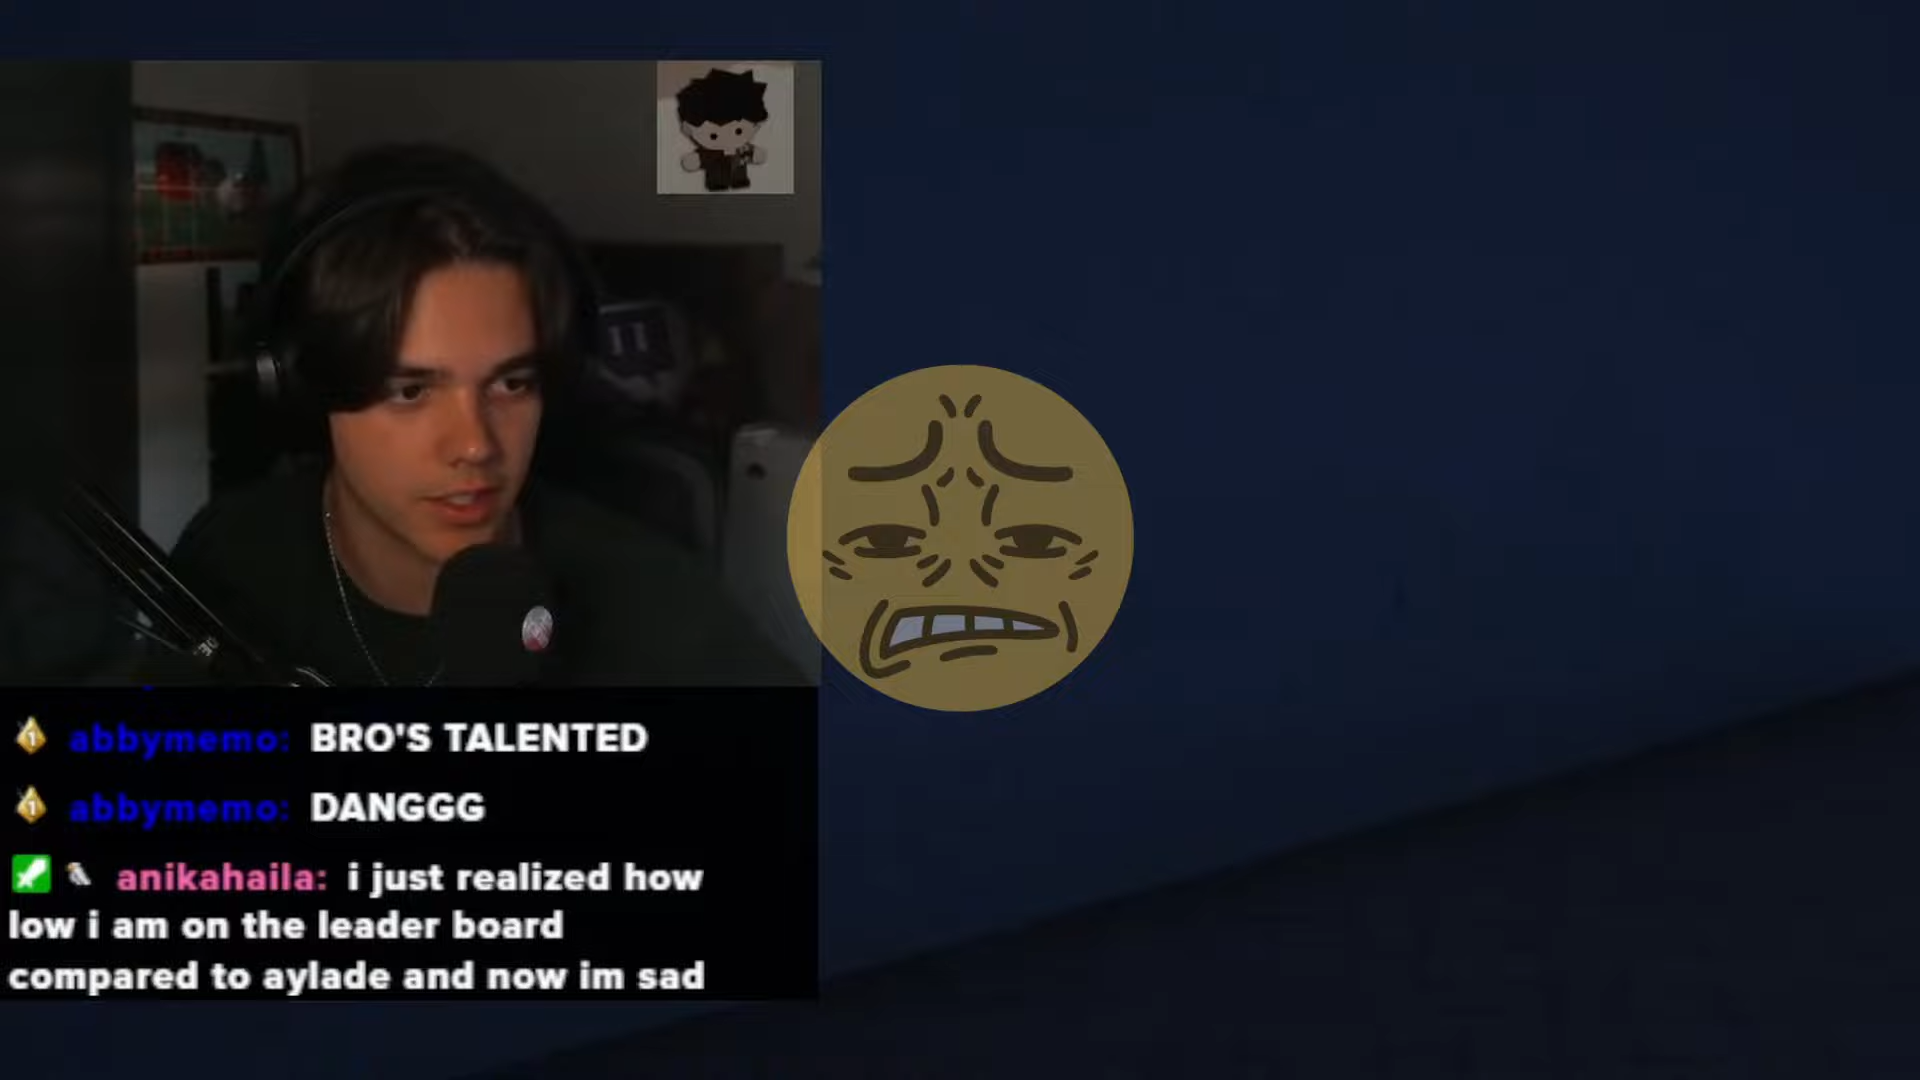 abbymemo: BRO'S TALENTED
abbymemo: DANGGG
anikahaila: i just realized how
low i am on the leader board
compared to aylade and now im sad